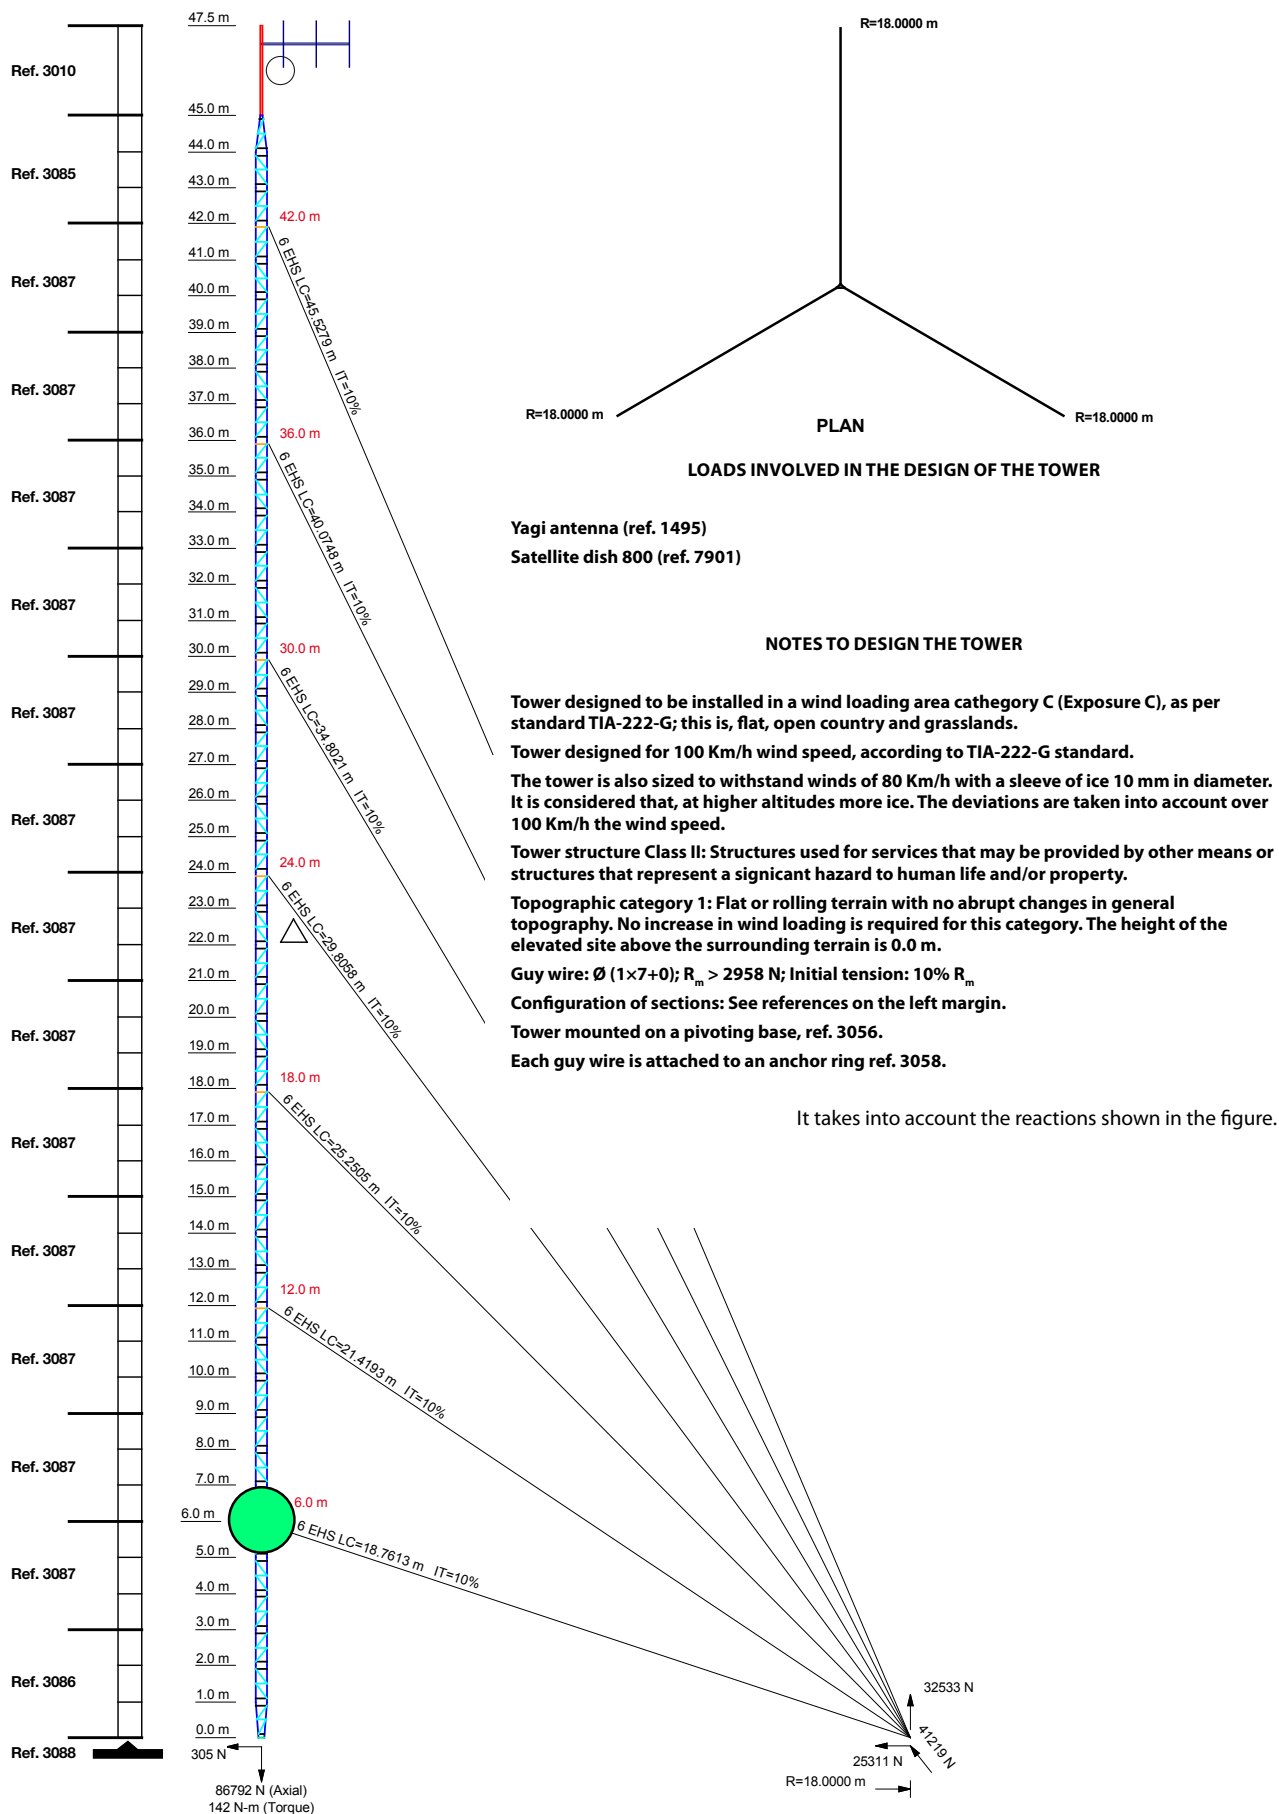 47.5 m
Ref. 3010
45.0 m
44.0 m
Ref. 3085
43.0 m
42.0 m
42.0 m
41.0 m
Ref. 3087
40.0 m
39.0 m
38.0 m
Ref. 3087
37.0 m
36.0 m
36.0 m
35.0 m
Ref. 3087
34.0 m
33.0 m
32.0 m
Ref. 3087
31.0 m
30.0 m
30.0 m
29.0 m
Ref. 3087
28.0 m
27.0 m
26.0 m
Ref. 3087
25.0 m
24.0 m
24.0 m
23.0 m
Ref. 3087
22.0 m
21.0 m
20.0 m
Ref. 3087
19.0 m
18.0 m
18.0 m
17.0 m
Ref. 3087
16.0 m
15.0 m
14.0 m
Ref. 3087
13.0 m
12.0 m
12.0 m
11.0 m
Ref. 3087
10.0 m
9.0 m
8.0 m
Ref. 3087
7.0 m
6.0 m
6.0 m
5.0 m
Ref. 3087
4.0 m
3.0 m
2.0 m
Ref. 3086
1.0 m
0.0 m
Ref. 3088
305 N
86792 N (Axial)
142 N-m (Torque)
6 EHS LC=45.5279 m IT=10%
6 EHS LC=40.0748 m IT=10%
6 EHS LC=34.8021 m IT=10%
6 EHS LC=29.8058 m IT=10%
6 EHS LC=25.2505 m IT=10%
6 EHS LC=21.4193 m IT=10%
6 EHS LC=18.7613 m IT=10%
32533 N
41219 N
25311 N
R=18.0000 m
R=18.0000 m
R=18.0000 m
R=18.0000 m
PLAN
LOADS INVOLVED IN THE DESIGN OF THE TOWER
Yagi antenna (ref. 1495)
Satellite dish 800 (ref. 7901)
NOTES TO DESIGN THE TOWER
Tower designed to be installed in a wind loading area cathegory C (Exposure C), as per
standard TIA-222-G; this is, flat, open country and grasslands.
Tower designed for 100 Km/h wind speed, according to TIA-222-G standard.
The tower is also sized to withstand winds of 80 Km/h with a sleeve of ice 10 mm in diameter.
It is considered that, at higher altitudes more ice. The deviations are taken into account over
100 Km/h the wind speed.
Tower structure Class II: Structures used for services that may be provided by other means or
structures that represent a signicant hazard to human life and/or property.
Topographic category 1: Flat or rolling terrain with no abrupt changes in general
topography. No increase in wind loading is required for this category. The height of the
elevated site above the surrounding terrain is 0.0 m.
Guy wire: Ø (1×7+0); Rm > 2958 N; Initial tension: 10% Rm
Configuration of sections: See references on the left margin.
Tower mounted on a pivoting base, ref. 3056.
Each guy wire is attached to an anchor ring ref. 3058.
It takes into account the reactions shown in the figure.